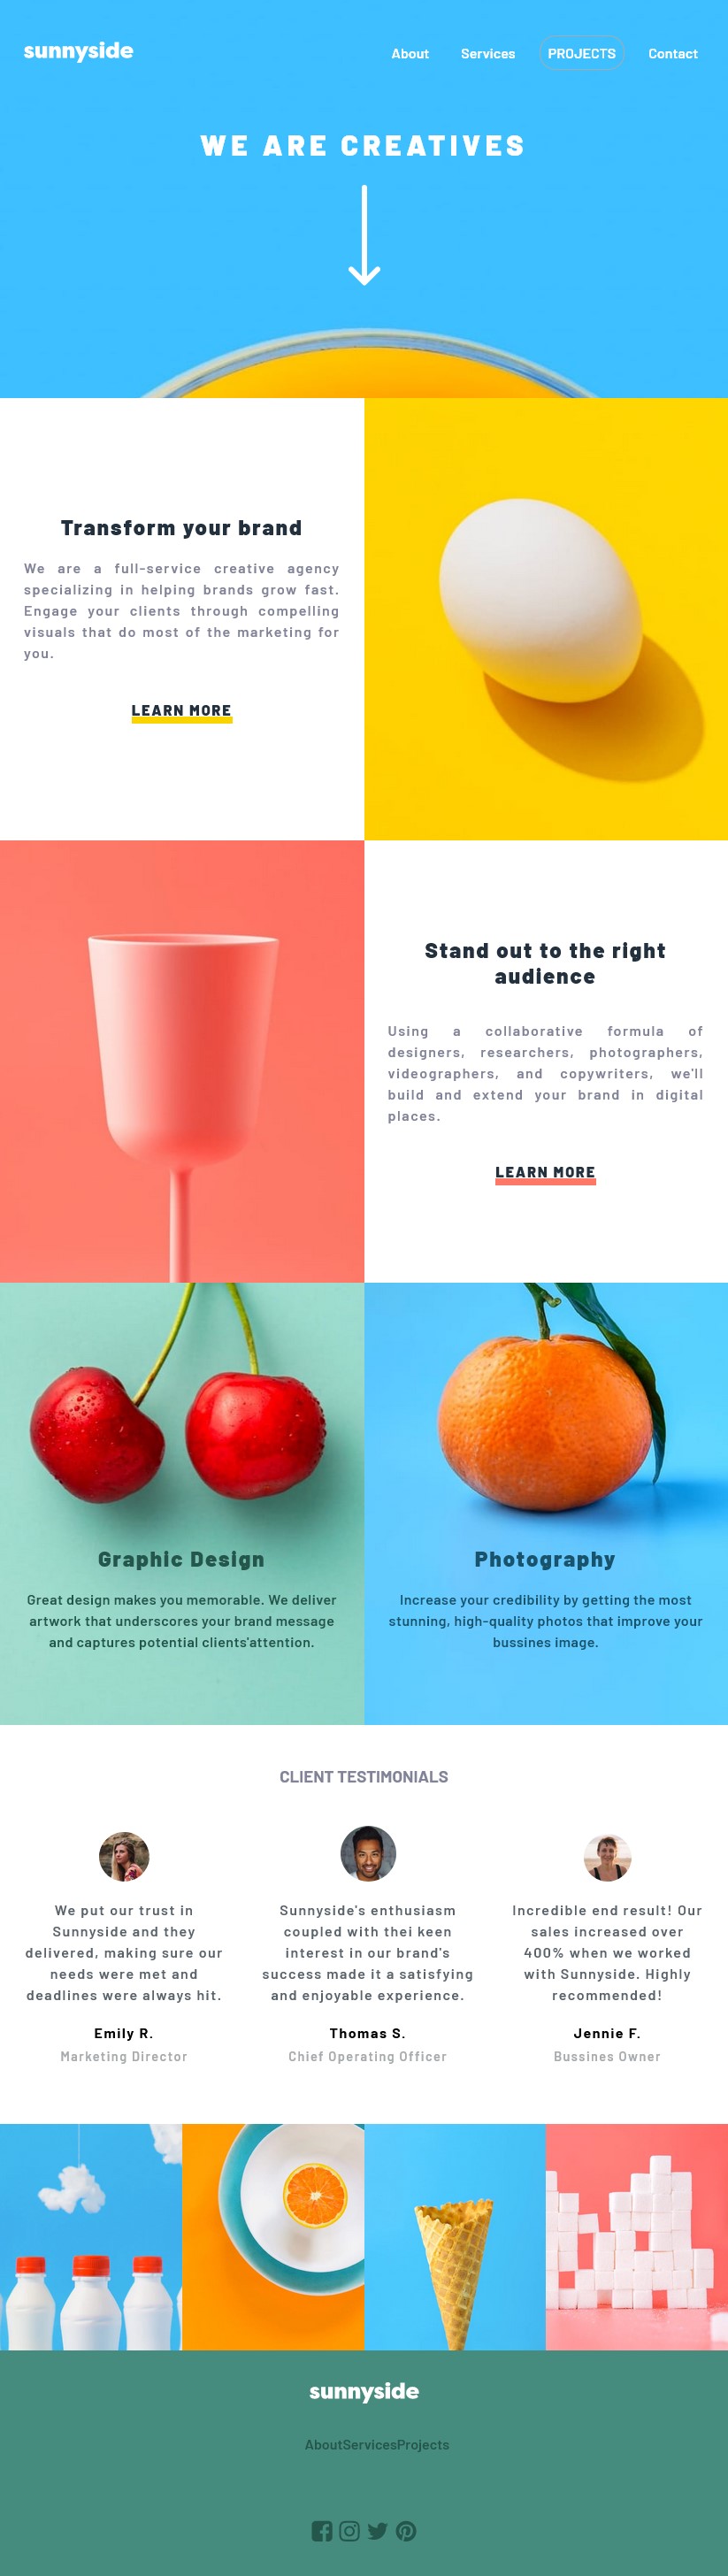 sunnyside
About Services PROJECTS Contact
WE ARE CREATIVES
Transform your brand
We are a full-service creative agency
specializing in helping brands grow fast.
Engage your clients through compelling
visuals that do most of the marketing for
you.
LEARN MORE
Stand out to the right
audience
Using a collaborative formula of
designers, researchers, photographers,
videographers, and copywriters, we'll
build and extend your brand in digital
places.
LEARN MORE
Graphic Design
Great design makes you memorable. We deliver
artwork that underscores your brand message
and captures potential clients'attention.
Photography
Increase your credibility by getting the most
stunning, high-quality photos that improve your
bussines image.
CLIENT TESTIMONIALS
We put our trust in
Sunnyside and they
delivered, making sure our
needs were met and
deadlines were always hit.
Emily R.
Marketing Director
Sunnyside's enthusiasm
coupled with thei keen
interest in our brand's
success made it a satisfying
and enjoyable experience.
Thomas S.
Chief Operating Officer
Incredible end result! Our
sales increased over
400% when we worked
with Sunnyside. Highly
recommended!
Jennie F.
Bussines Owner
sunnyside
AboutServicesProjects